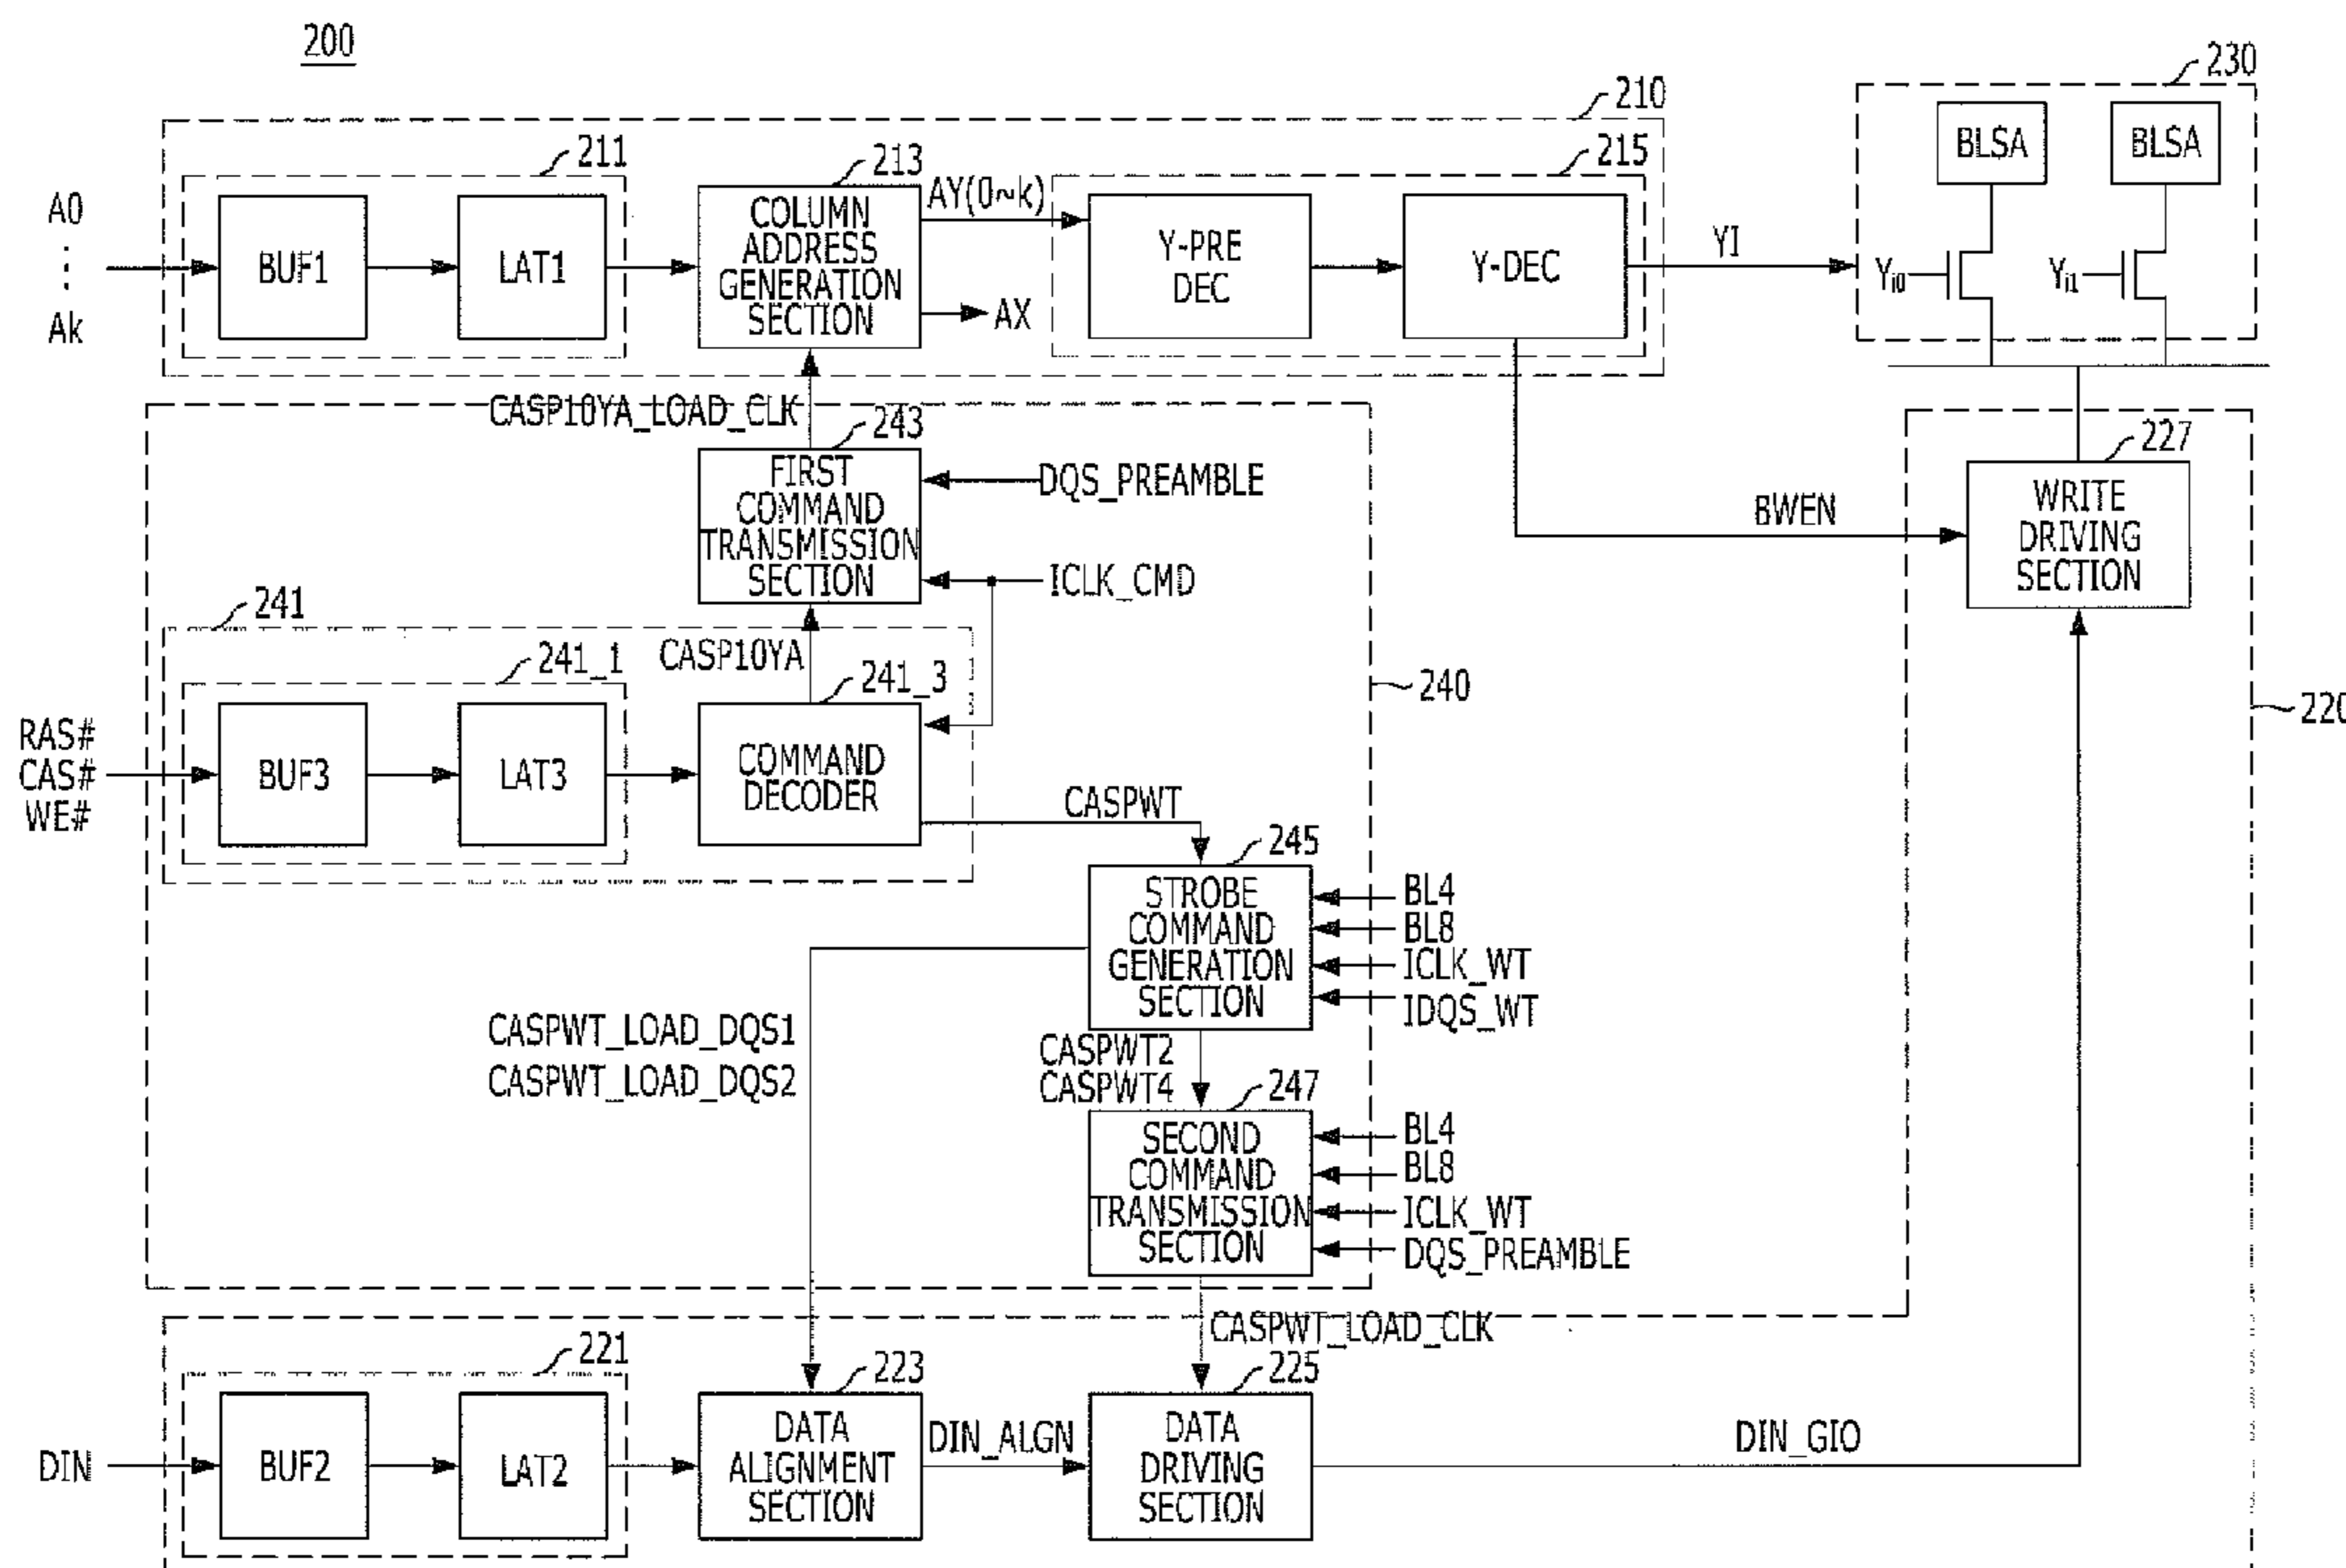 200
230
210
BLSA
BLSA
211
213
215
A0
⋮
Ak
BUF1
LAT1
COLUMN
ADDRESS
GENERATION
SECTION
AY(0~k)
AX
Y-PRE
DEC
Y-DEC
YI
Yi0
Yi1
CASP10YA_LOAD_CLK
243
FIRST
COMMAND
TRANSMISSION
SECTION
DQS_PREAMBLE
ICLK_CMD
BWEN
227
WRITE
DRIVING
SECTION
241
241_1
CASP10YA
241_3
240
220
RAS#
CAS#
WE#
BUF3
LAT3
COMMAND
DECODER
CASPWT
245
STROBE
COMMAND
GENERATION
SECTION
BL4
BL8
ICLK_WT
IDQS_WT
CASPWT_LOAD_DQS1
CASPWT_LOAD_DQS2
CASPWT2
CASPWT4
247
SECOND
COMMAND
TRANSMISSION
SECTION
BL4
BL8
ICLK_WT
DQS_PREAMBLE
CASPWT_LOAD_CLK
221
223
225
DIN
BUF2
LAT2
DATA
ALIGNMENT
SECTION
DIN_ALGN
DATA
DRIVING
SECTION
DIN_GIO